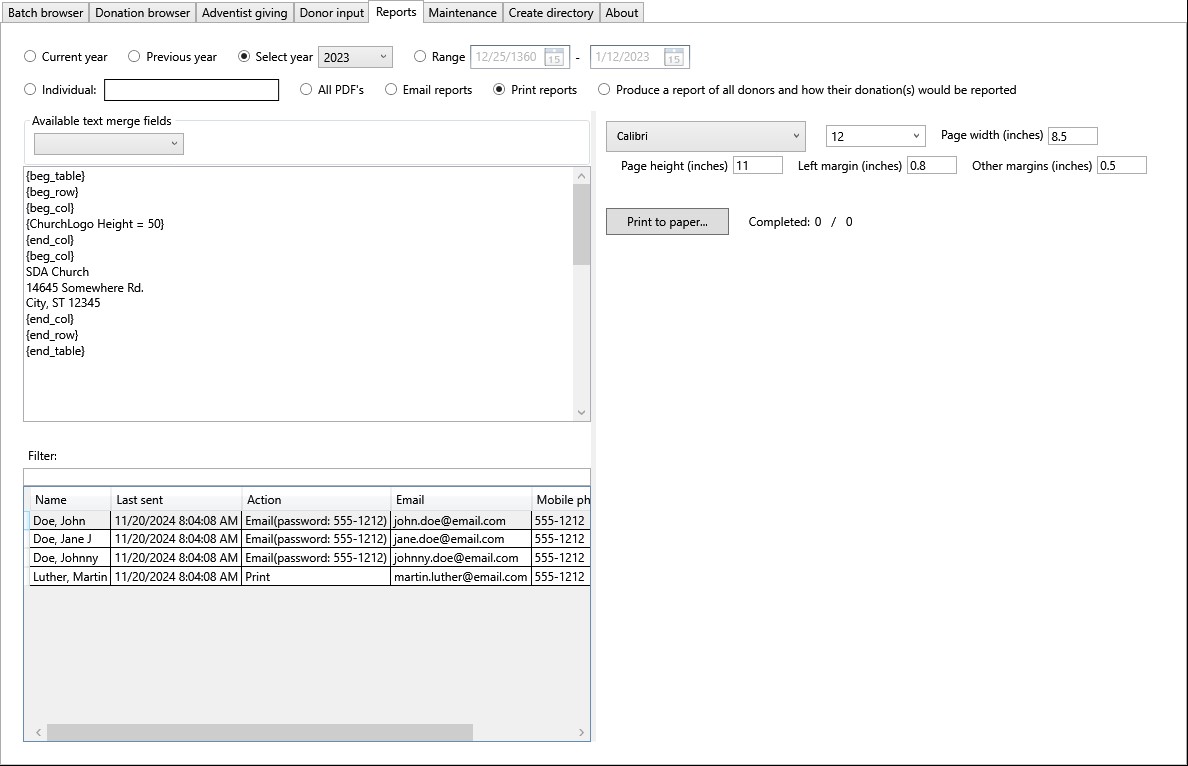 Batch browser Donation browser Adventist giving Donor input Reports Maintenance Create directory About
Current year Previous year Select year 2023 Range 12/25/1360 15 - 1/12/2023 15
Individual: All PDF's Email reports Print reports Produce a report of all donors and how their donation(s) would be reported
Available text merge fields
Calibri 12 Page width (inches) 8.5
Page height (inches) 11 Left margin (inches) 0.8 Other margins (inches) 0.5
Print to paper... Completed: 0 / 0
{beg_table}
{beg_row}
{beg_col}
{ChurchLogo Height = 50}
{end_col}
{beg_col}
SDA Church
14645 Somewhere Rd.
City, ST 12345
{end_col}
{end_row}
{end_table}
Filter:
Name Last sent Action Email Mobile ph
Doe, John 11/20/2024 8:04:08 AM Email(password: 555-1212) john.doe@email.com 555-1212
Doe, Jane J 11/20/2024 8:04:08 AM Email(password: 555-1212) jane.doe@email.com 555-1212
Doe, Johnny 11/20/2024 8:04:08 AM Email(password: 555-1212) johnny.doe@email.com 555-1212
Luther, Martin 11/20/2024 8:04:08 AM Print martin.luther@email.com 555-1212